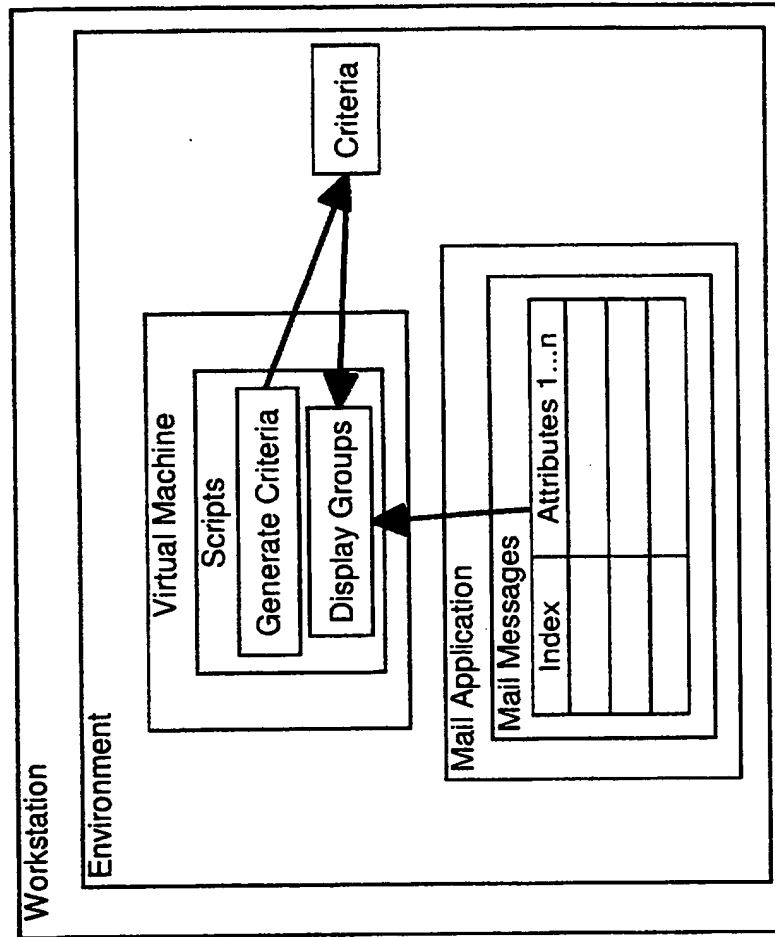 Workstation
Environment
Virtual Machine
Scripts
Generate Criteria
Display Groups
Criteria
Mail Application
Mail Messages
Index
Attributes 1...n